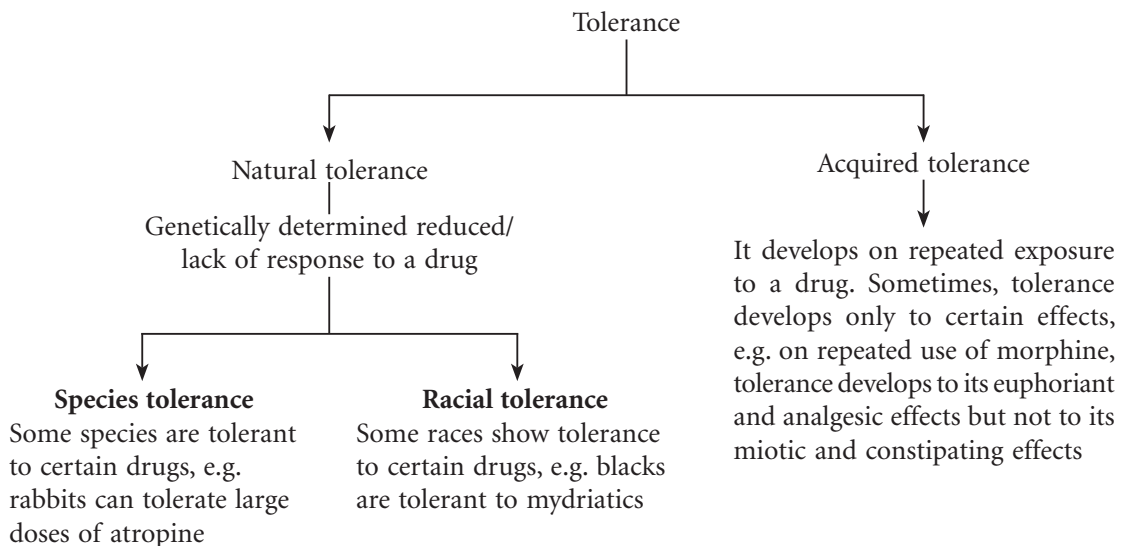 Tolerance
Natural tolerance
Genetically determined reduced/
lack of response to a drug
Species tolerance
Some species are tolerant
to certain drugs, e.g.
rabbits can tolerate large
doses of atropine
Racial tolerance
Some races show tolerance
to certain drugs, e.g. blacks
are tolerant to mydriatics
Acquired tolerance
It develops on repeated exposure
to a drug. Sometimes, tolerance
develops only to certain effects,
e.g. on repeated use of morphine,
tolerance develops to its euphoriant
and analgesic effects but not to its
miotic and constipating effects